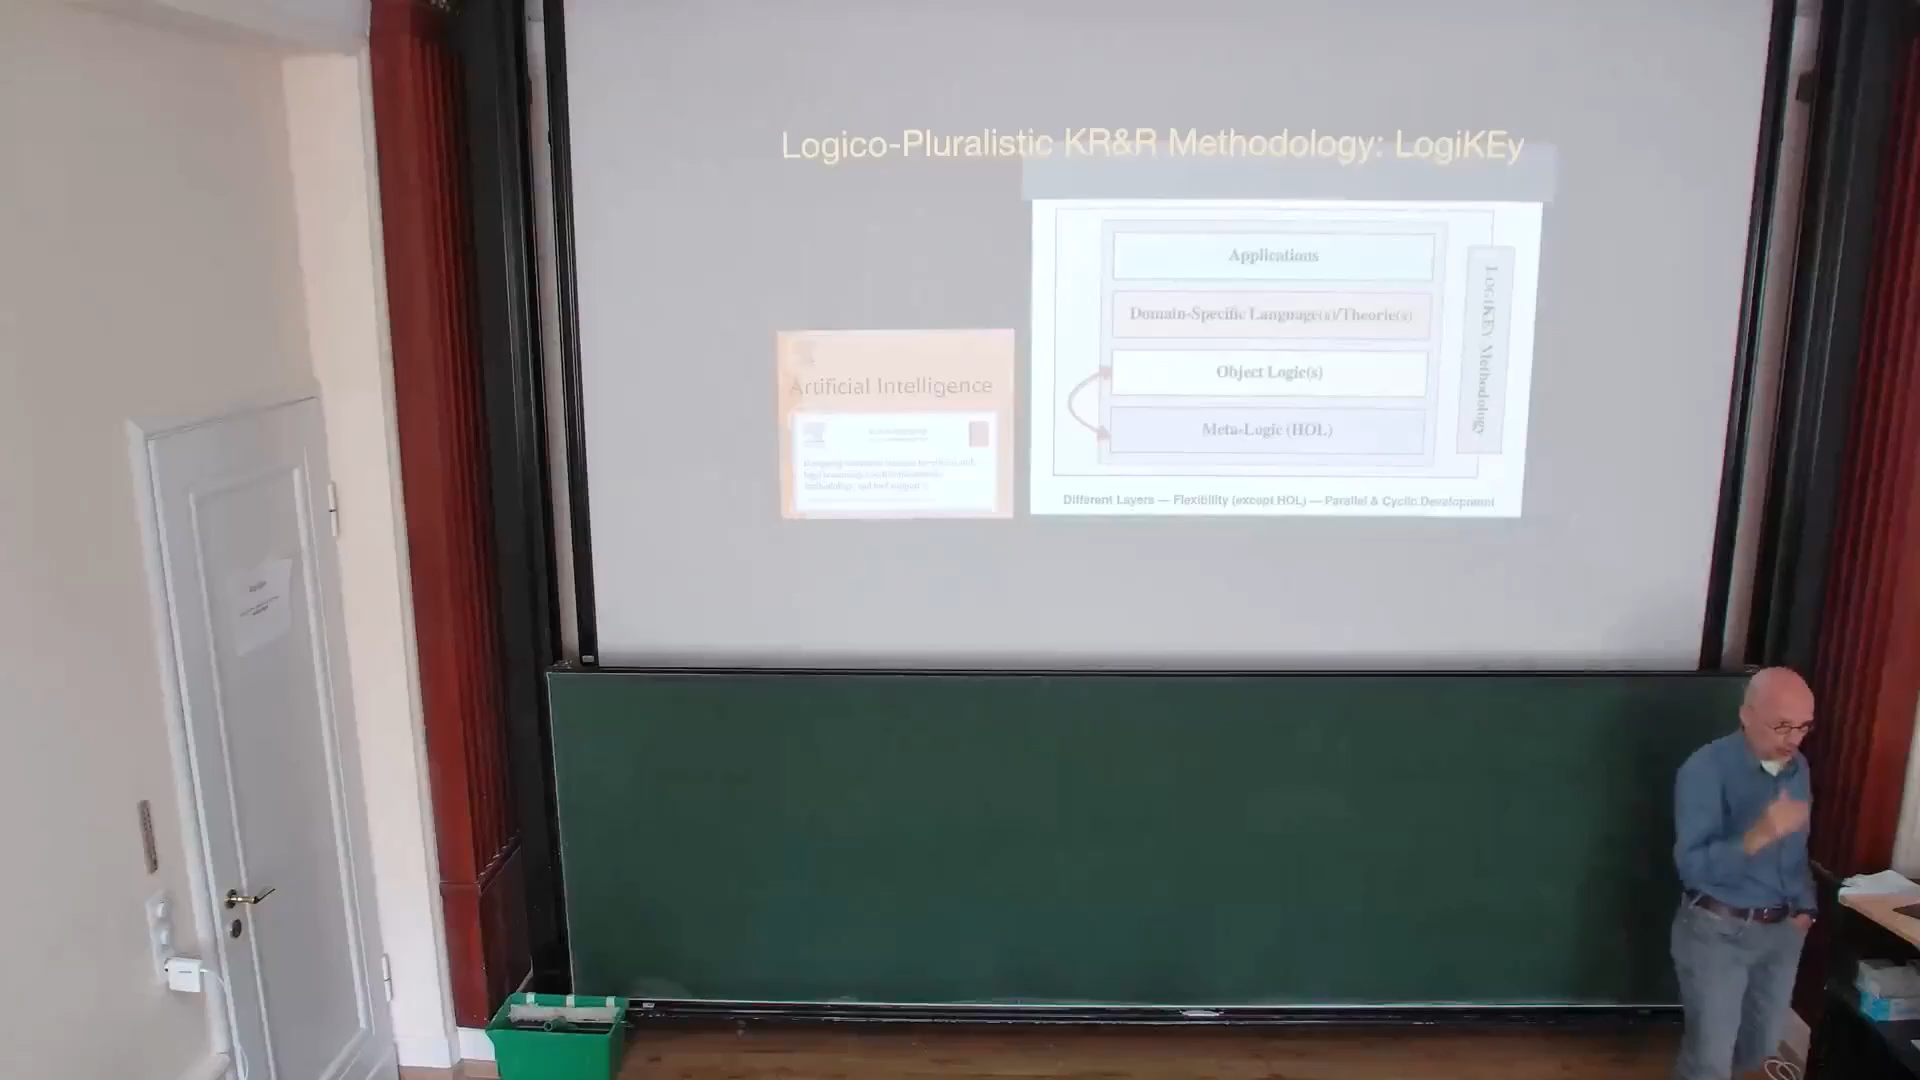 Logico-Pluralistic KR&R Methodology: LogiKEy
Applications
Domain-Specific Language(s)/Theorie(s)
Object Logic(s)
Meta-Logic (HOL)
LOGIKEY Methodology
Different Layers — Flexibility (except HOL) — Parallel & Cyclic Development
Artificial Intelligence